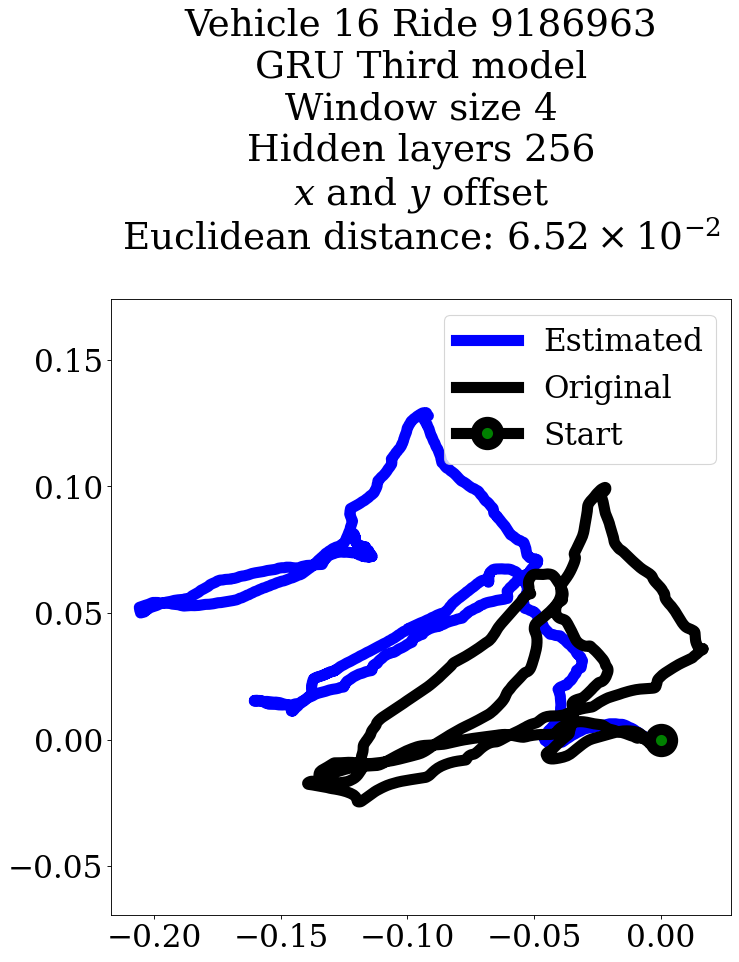 Vehicle 16 Ride 9186963
GRU Third model
Window size 4
Hidden layers 256
x and y offset
Euclidean distance: 6.52 × 10⁻²
Estimated
Original
Start
0.15
0.10
0.05
0.00
−0.05
−0.20 −0.15 −0.10 −0.05 0.00